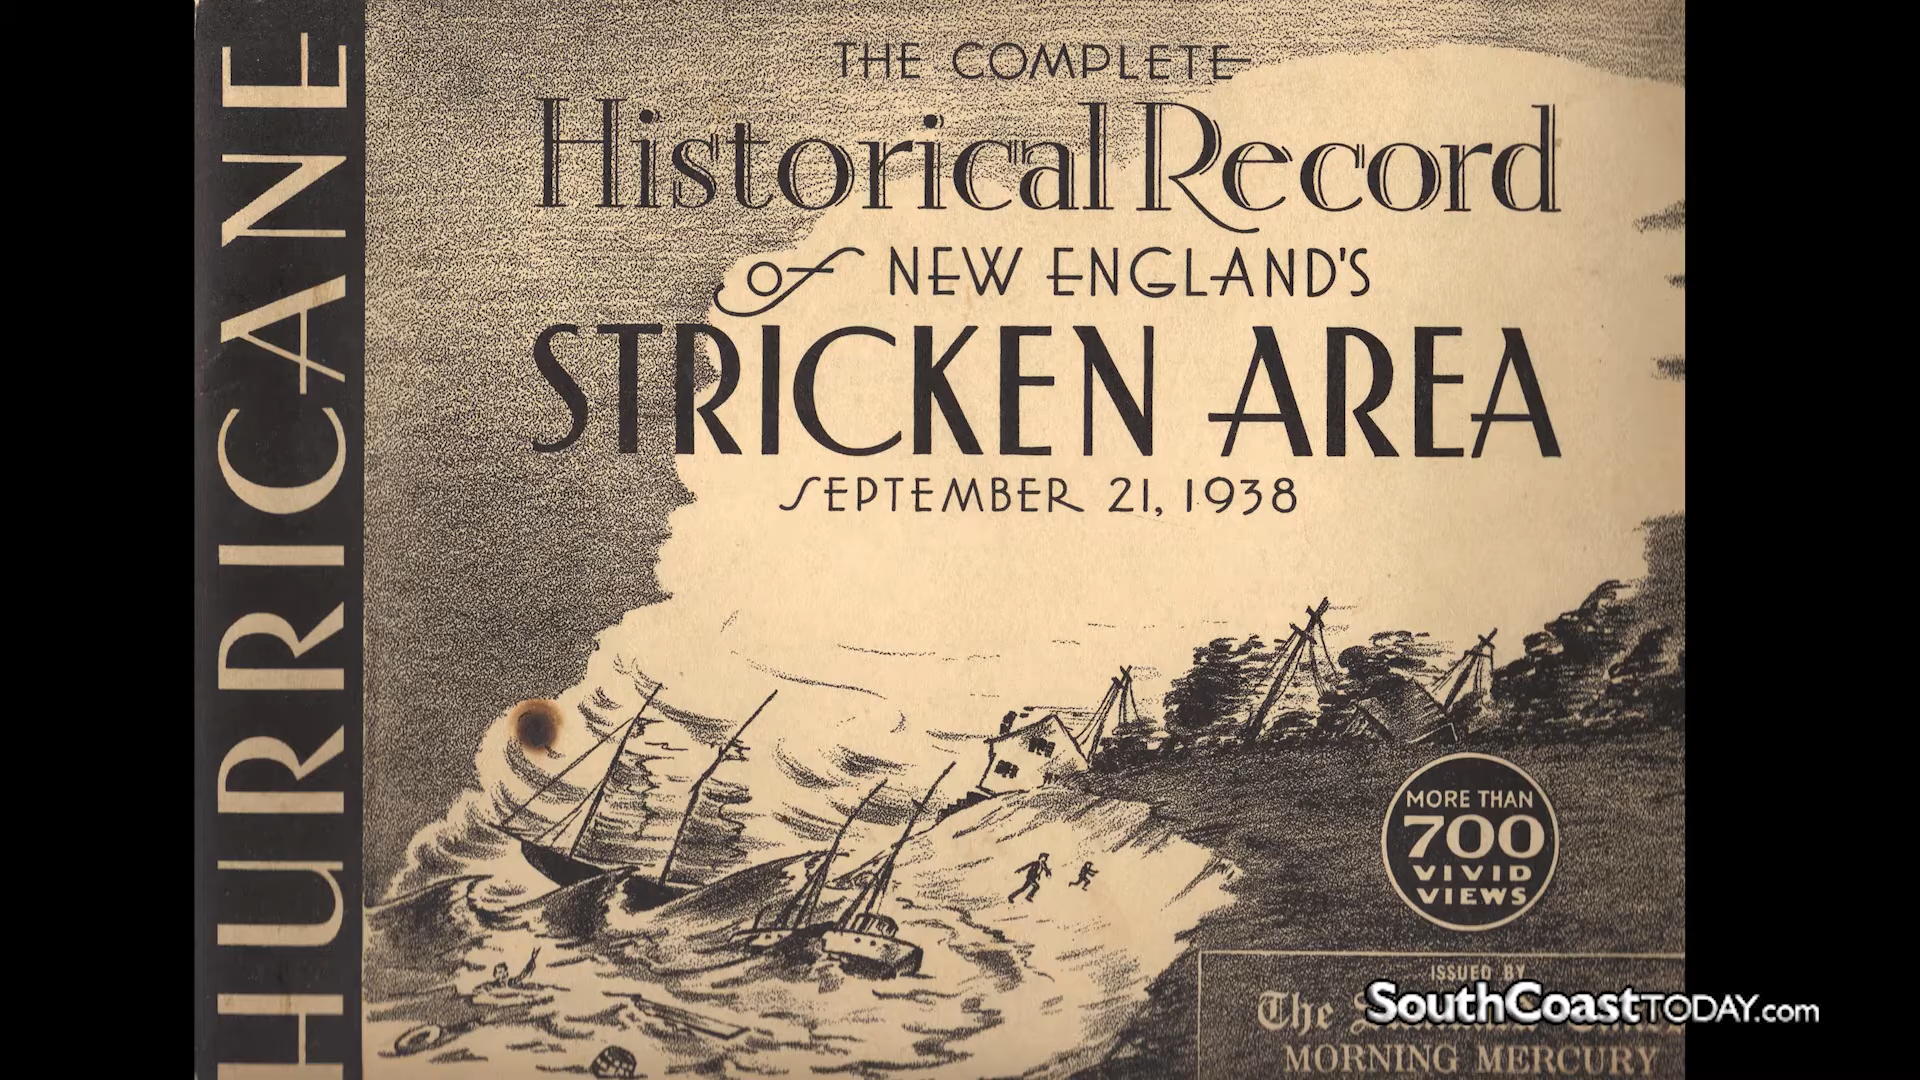 HURRICANE
THE COMPLETE
Historical Record
of NEW ENGLAND'S
STRICKEN AREA
SEPTEMBER 21, 1938
MORE THAN
700
VIVID
VIEWS
ISSUED BY
The
SouthCoastTODAY.com
MORNING MERCURY